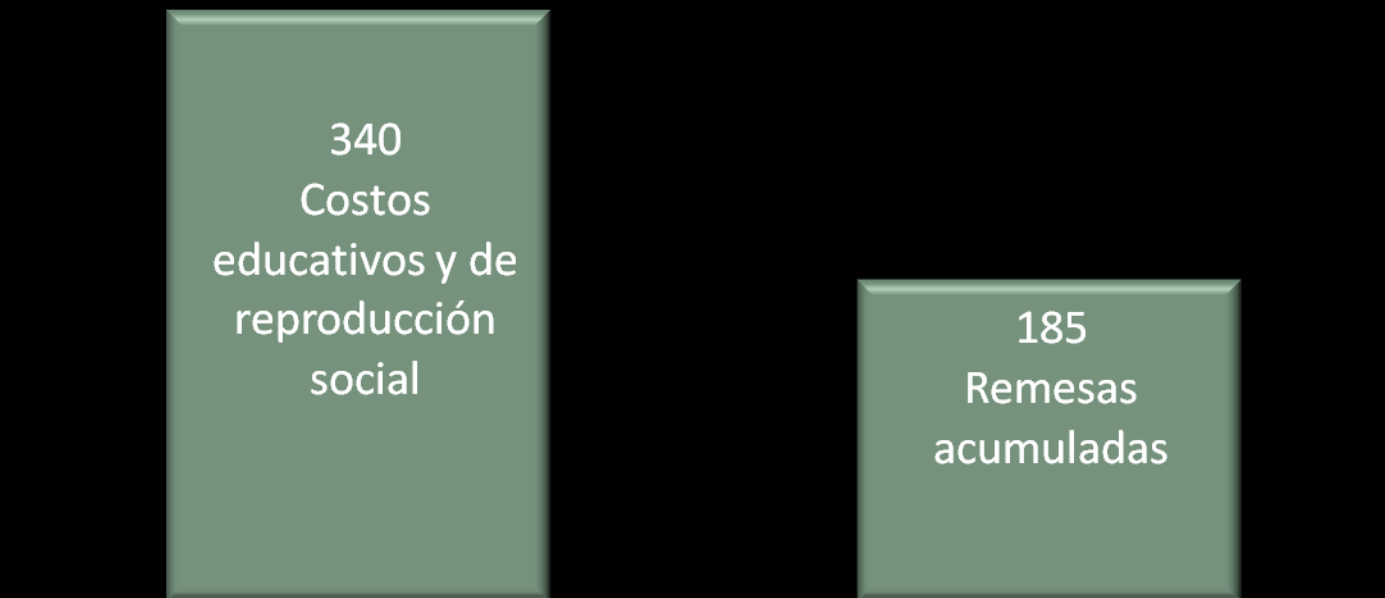 340
Costos
educativos y de
reproducción
social
185
Remesas
acumuladas